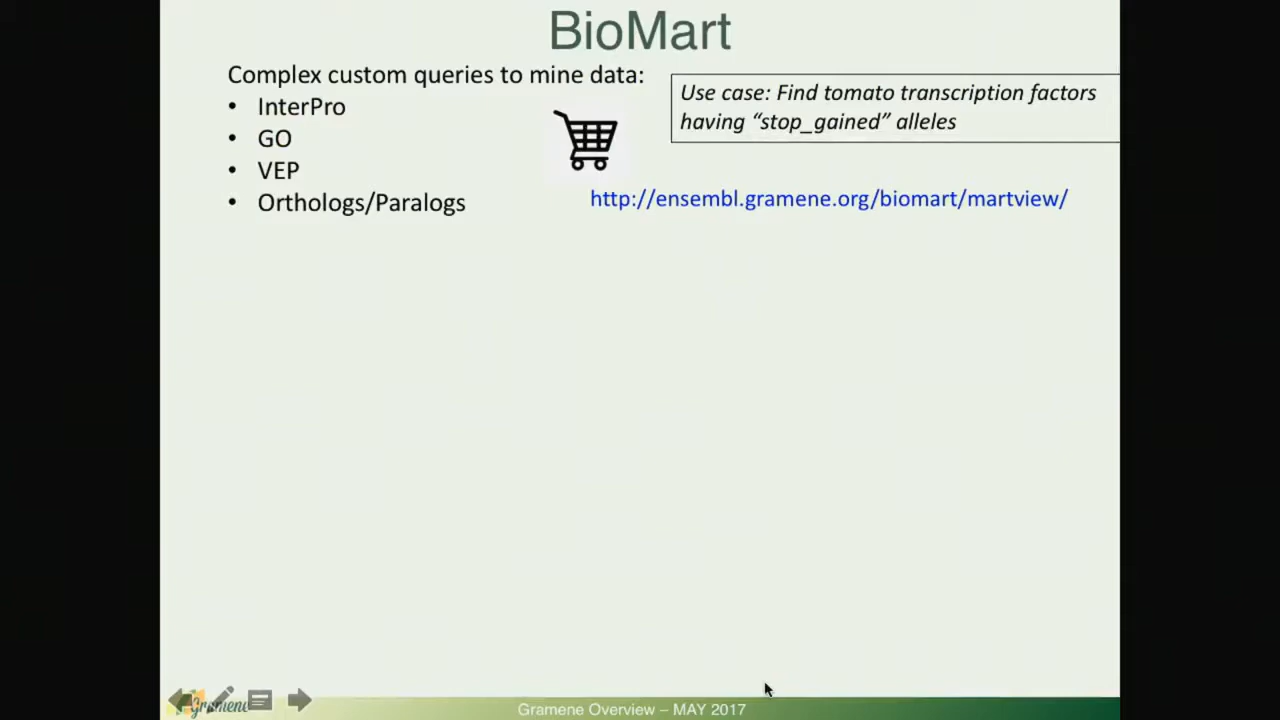 BioMart
Complex custom queries to mine data:
• InterPro
• GO
• VEP
• Orthologs/Paralogs
Use case: Find tomato transcription factors
having “stop_gained” alleles
http://ensembl.gramene.org/biomart/martview/
Gramene
Gramene Overview – MAY 2017